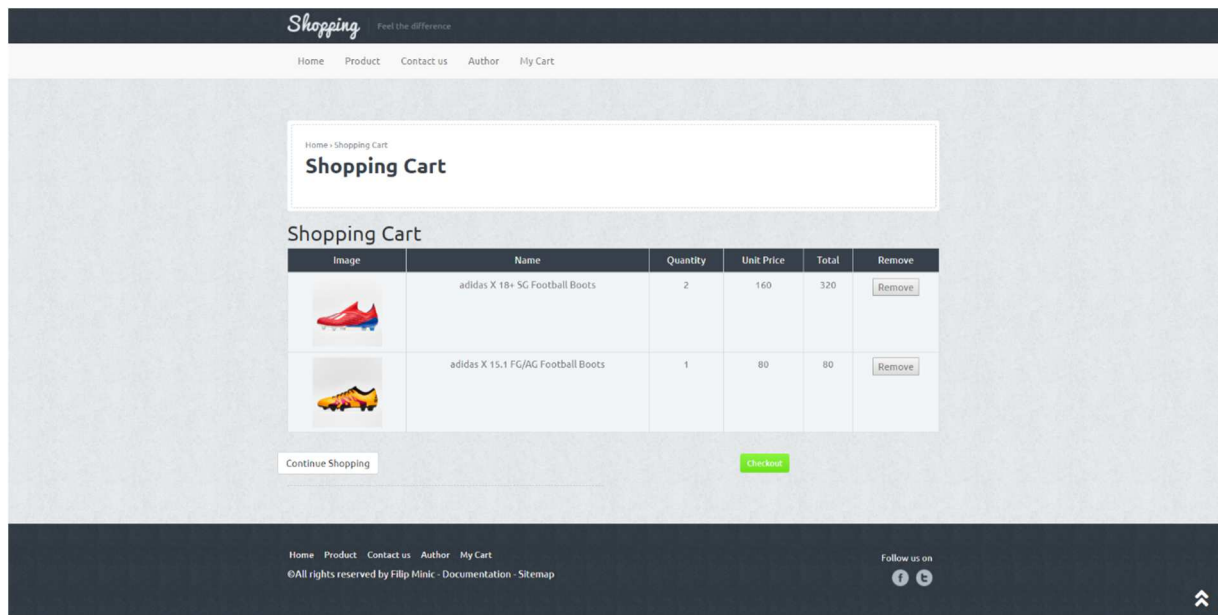 Shopping Feel the difference
Home Product Contact us Author My Cart
Home › Shopping Cart
Shopping Cart
Shopping Cart
Image Name Quantity Unit Price Total Remove
adidas X 18+ SG Football Boots 2 160 320 Remove
adidas X 15.1 FG/AG Football Boots 1 80 80 Remove
Continue Shopping Checkout
Home Product Contact us Author My Cart
Follow us on
©All rights reserved by Filip Minic - Documentation - Sitemap